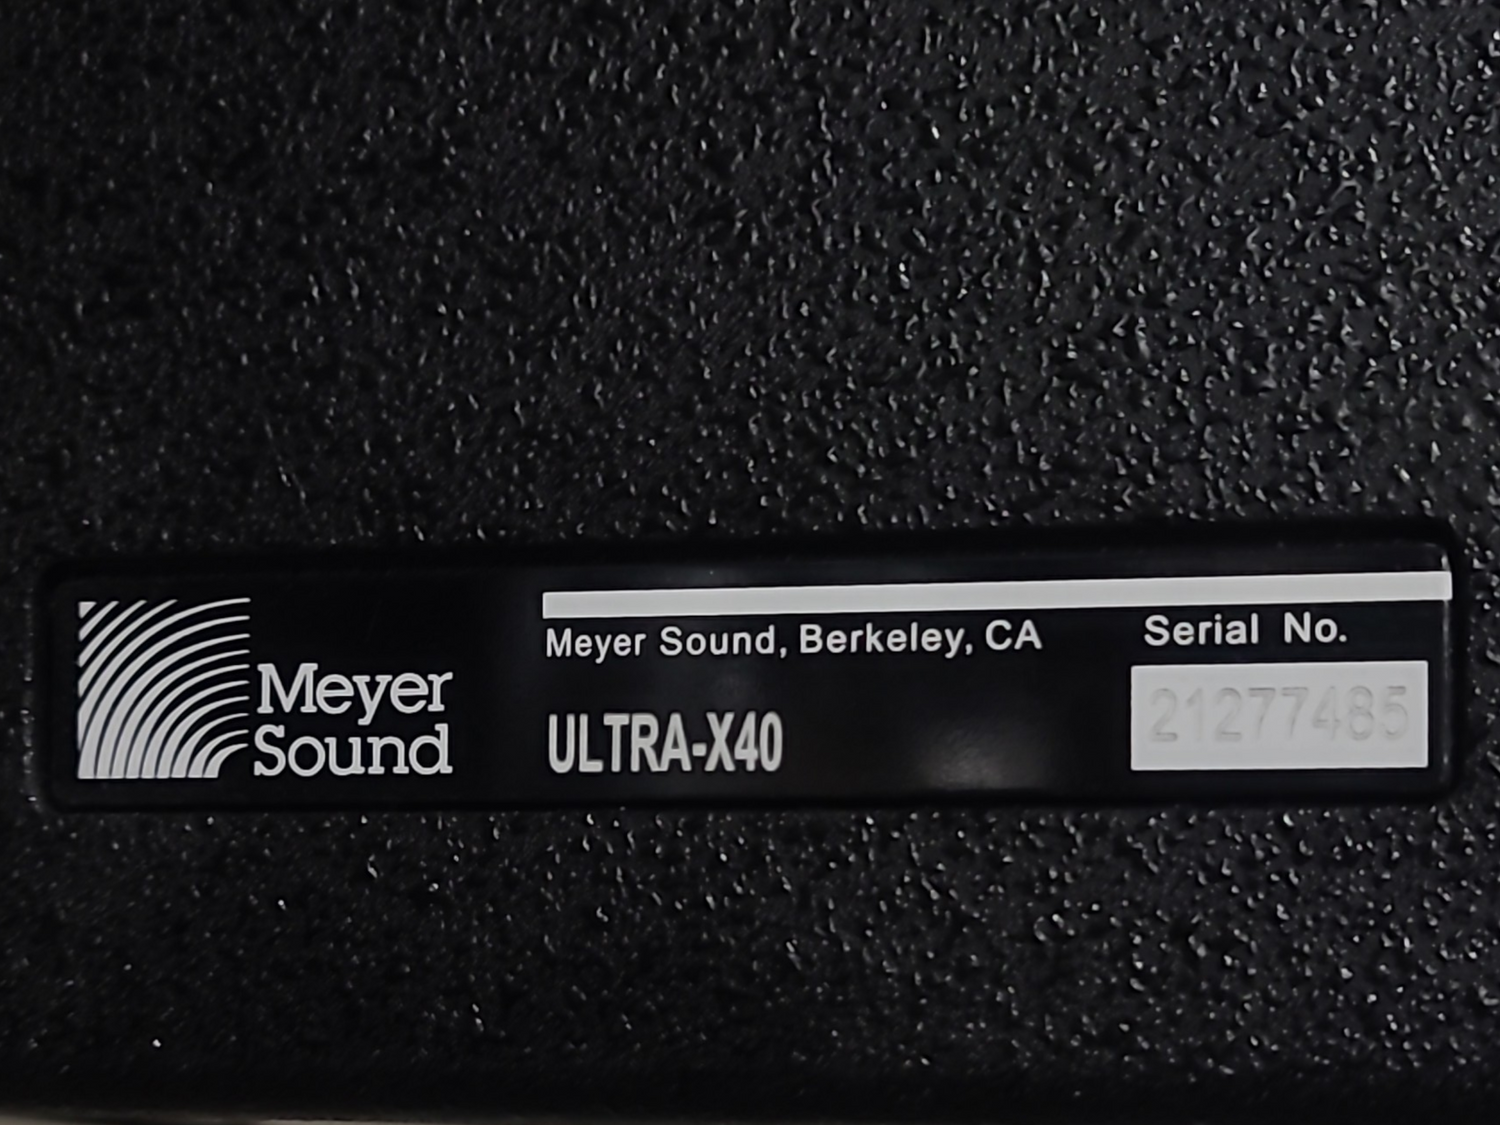 Meyer
Sound
Meyer Sound, Berkeley, CA
ULTRA-X40
Serial No.
21277485